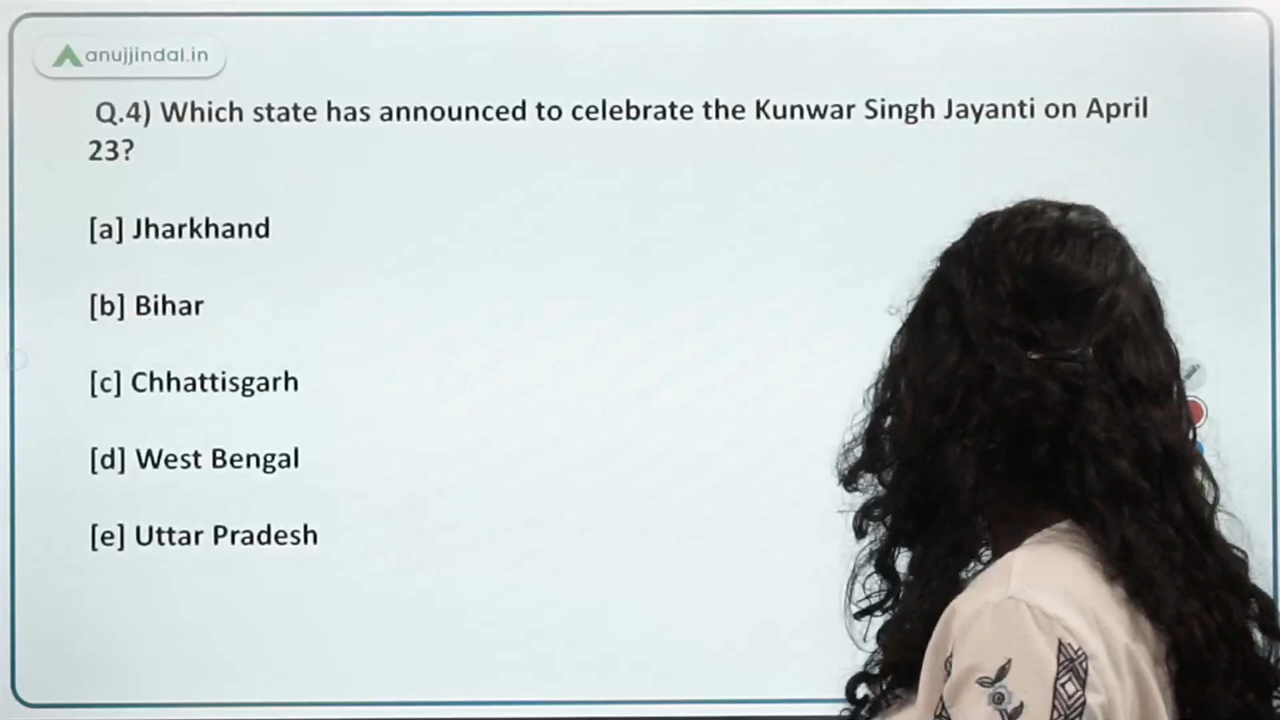 anujjindal.in
Q.4) Which state has announced to celebrate the Kunwar Singh Jayanti on April
23?
[a] Jharkhand
[b] Bihar
[c] Chhattisgarh
[d] West Bengal
[e] Uttar Pradesh